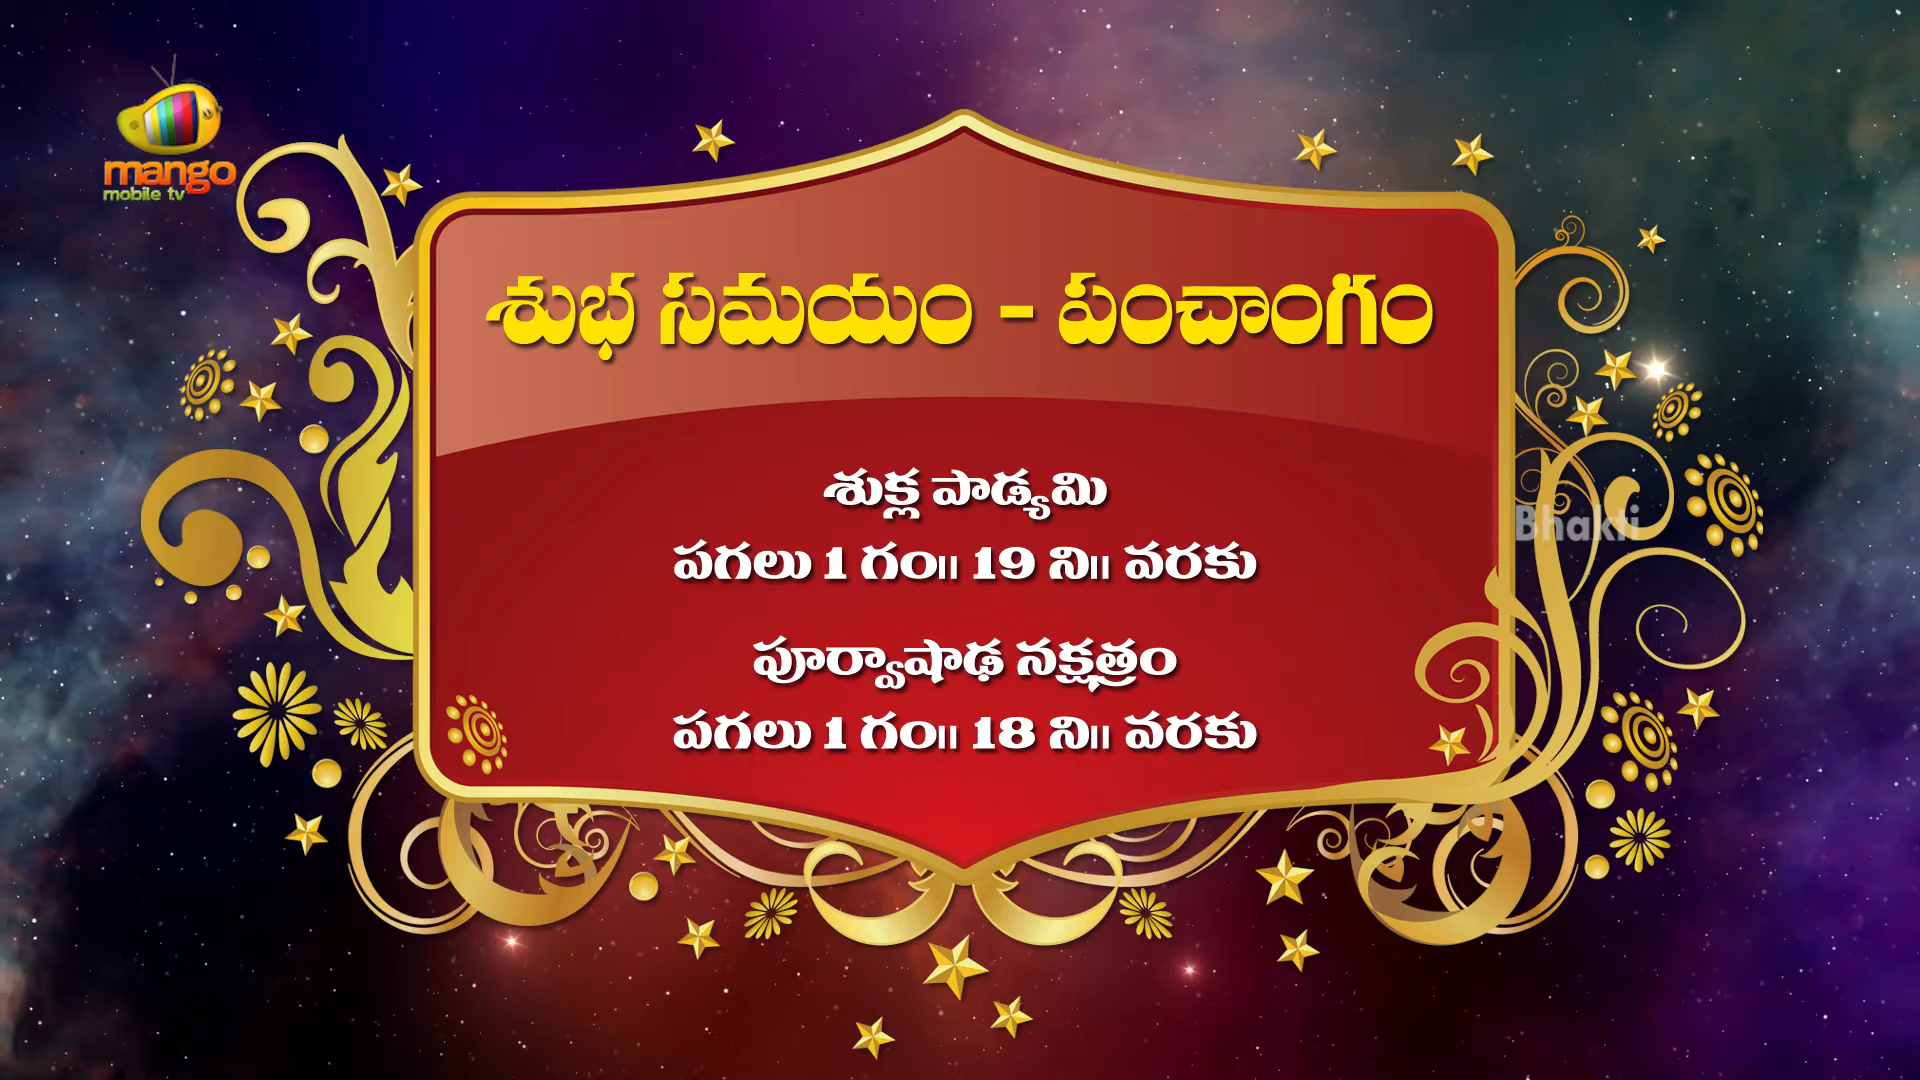 mango
mobile tv
శుభ సమయం - పంచాంగం
శుక్ల పాడ్యమి
పగలు 1 గం॥ 19 ని॥ వరకు
Bhakti
పూర్వాషాఢ నక్షత్రం
పగలు 1 గం॥ 18 ని॥ వరకు